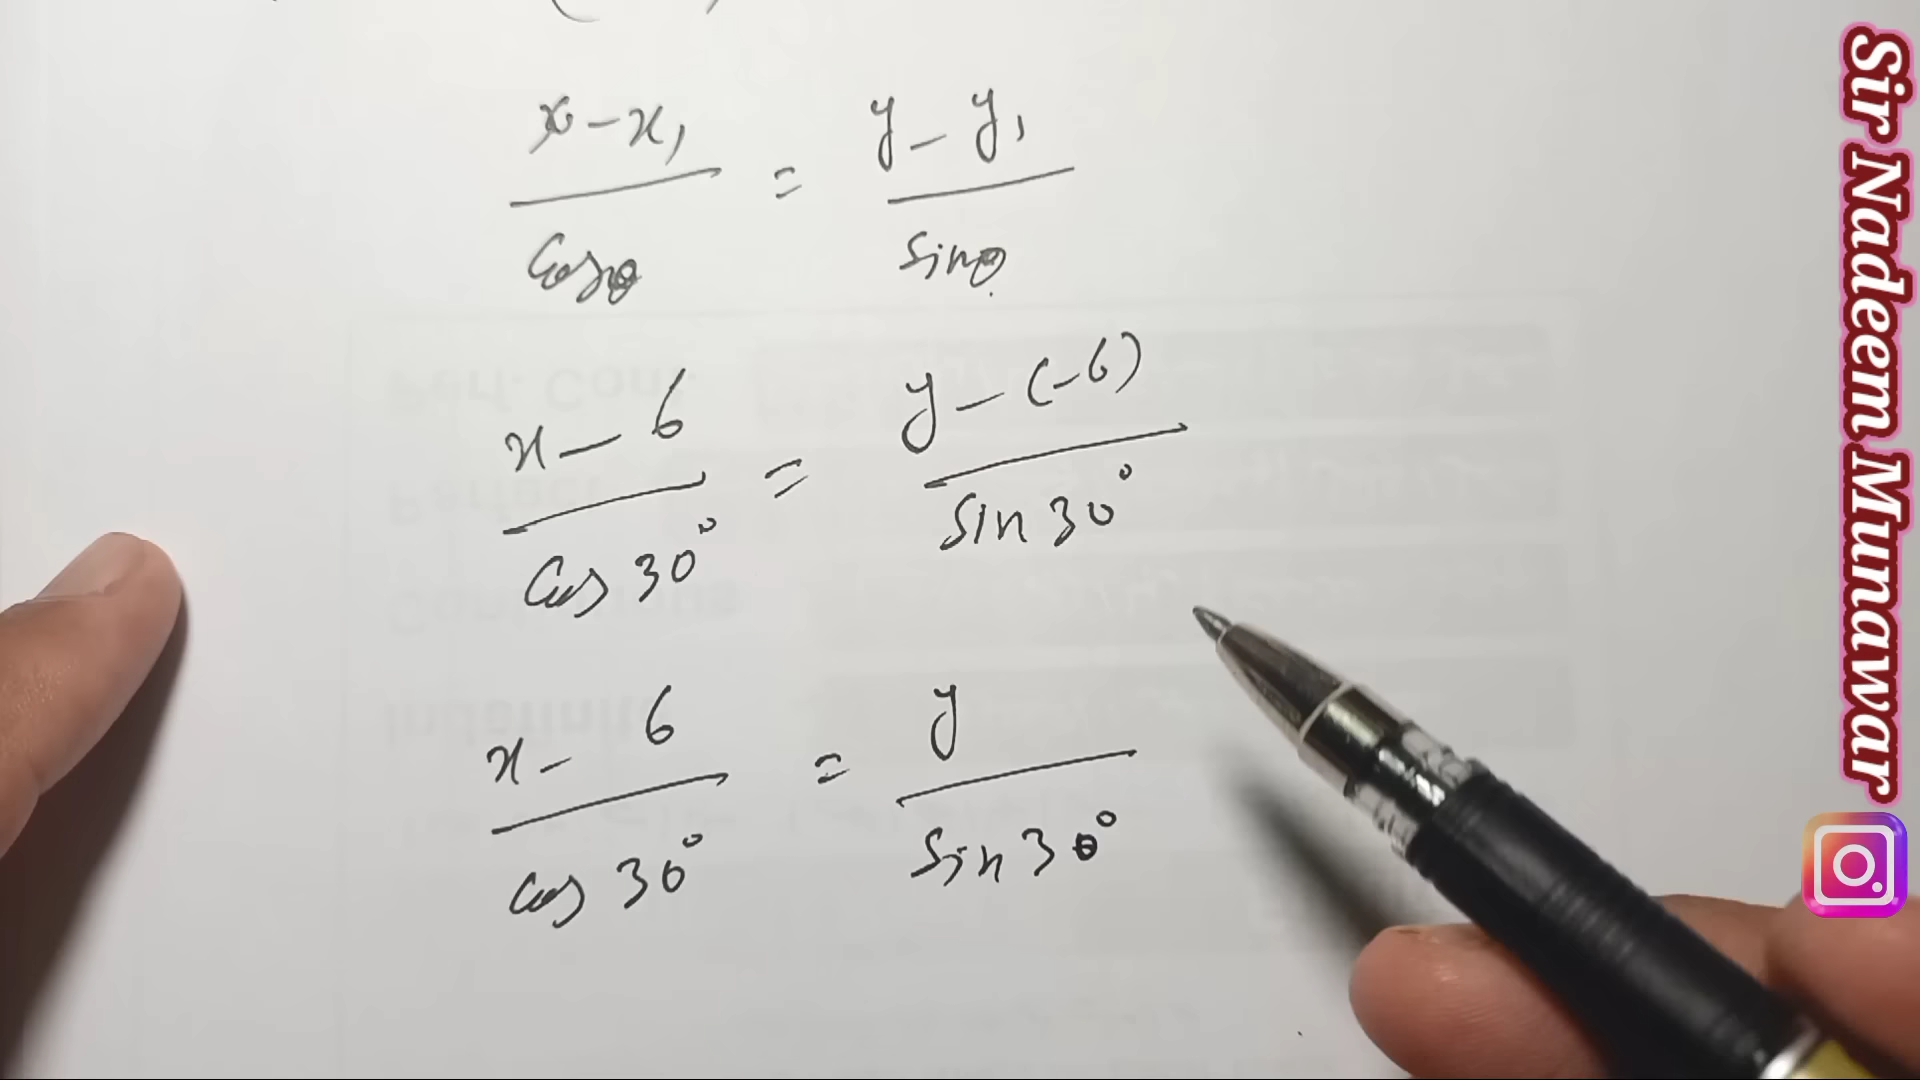 x - x₁ / Cosθ = y - y₁ / Sinθ
x - 6 / Cos 30° = y - (-6) / Sin 30°
x - 6 / Cos 30° = y / Sin 30°
Sir Nadeem Munawar